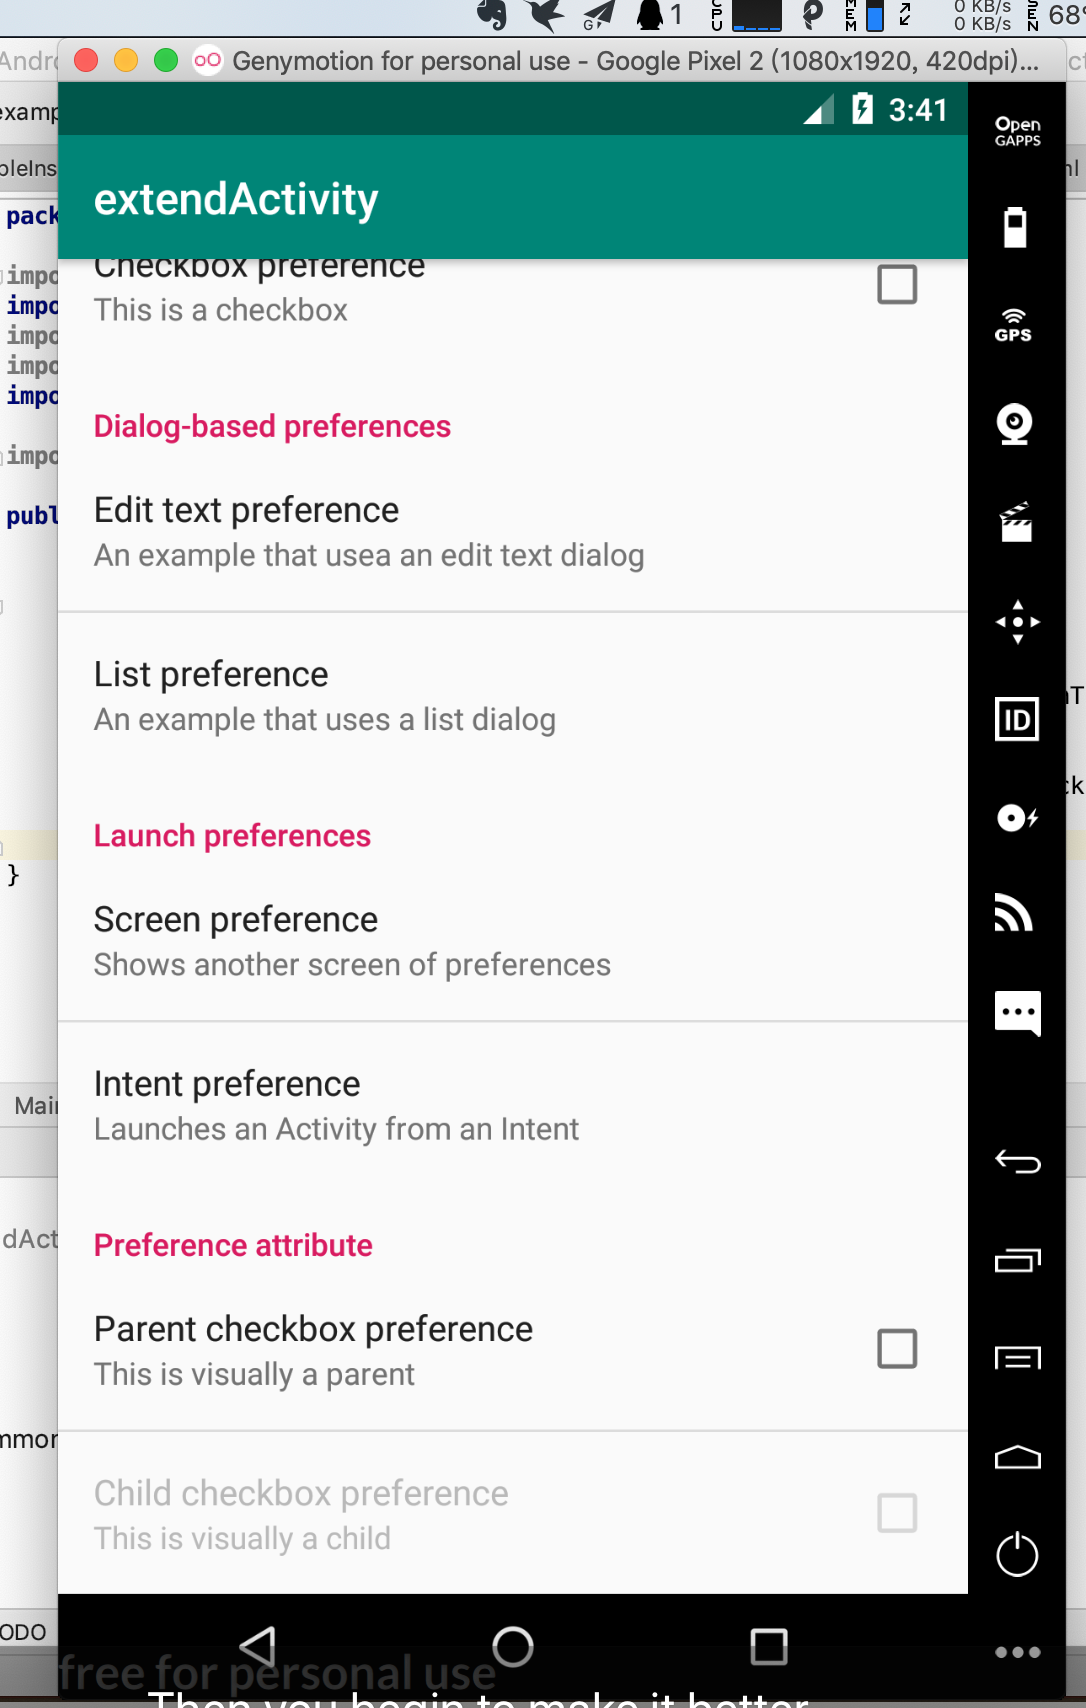 1
CPU
MEM
0 KB/s
0 KB/s
SEN
68%
Genymotion for personal use - Google Pixel 2 (1080x1920, 420dpi)...
3:41
Open
GAPPS
extendActivity
Checkbox preference
This is a checkbox
GPS
Dialog-based preferences
Edit text preference
An example that usea an edit text dialog
List preference
An example that uses a list dialog
ID
Launch preferences
Screen preference
Shows another screen of preferences
Intent preference
Launches an Activity from an Intent
Preference attribute
Parent checkbox preference
This is visually a parent
Child checkbox preference
This is visually a child
}
ODO
free for personal use
Then you begin to make it better